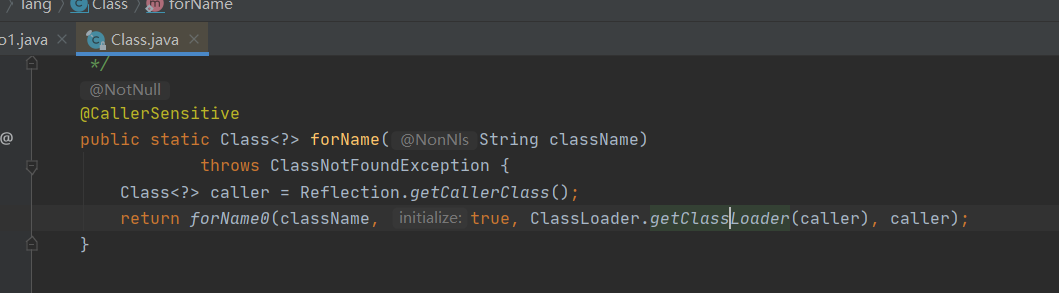 lang 〉 Class 〉 forName
o1.java × Class.java ×
*/
@NotNull
@CallerSensitive
@
public static Class<?> forName( @NonNls String className)
throws ClassNotFoundException {
Class<?> caller = Reflection.getCallerClass();
return forName0(className, initialize: true, ClassLoader.getClassLoader(caller), caller);
}